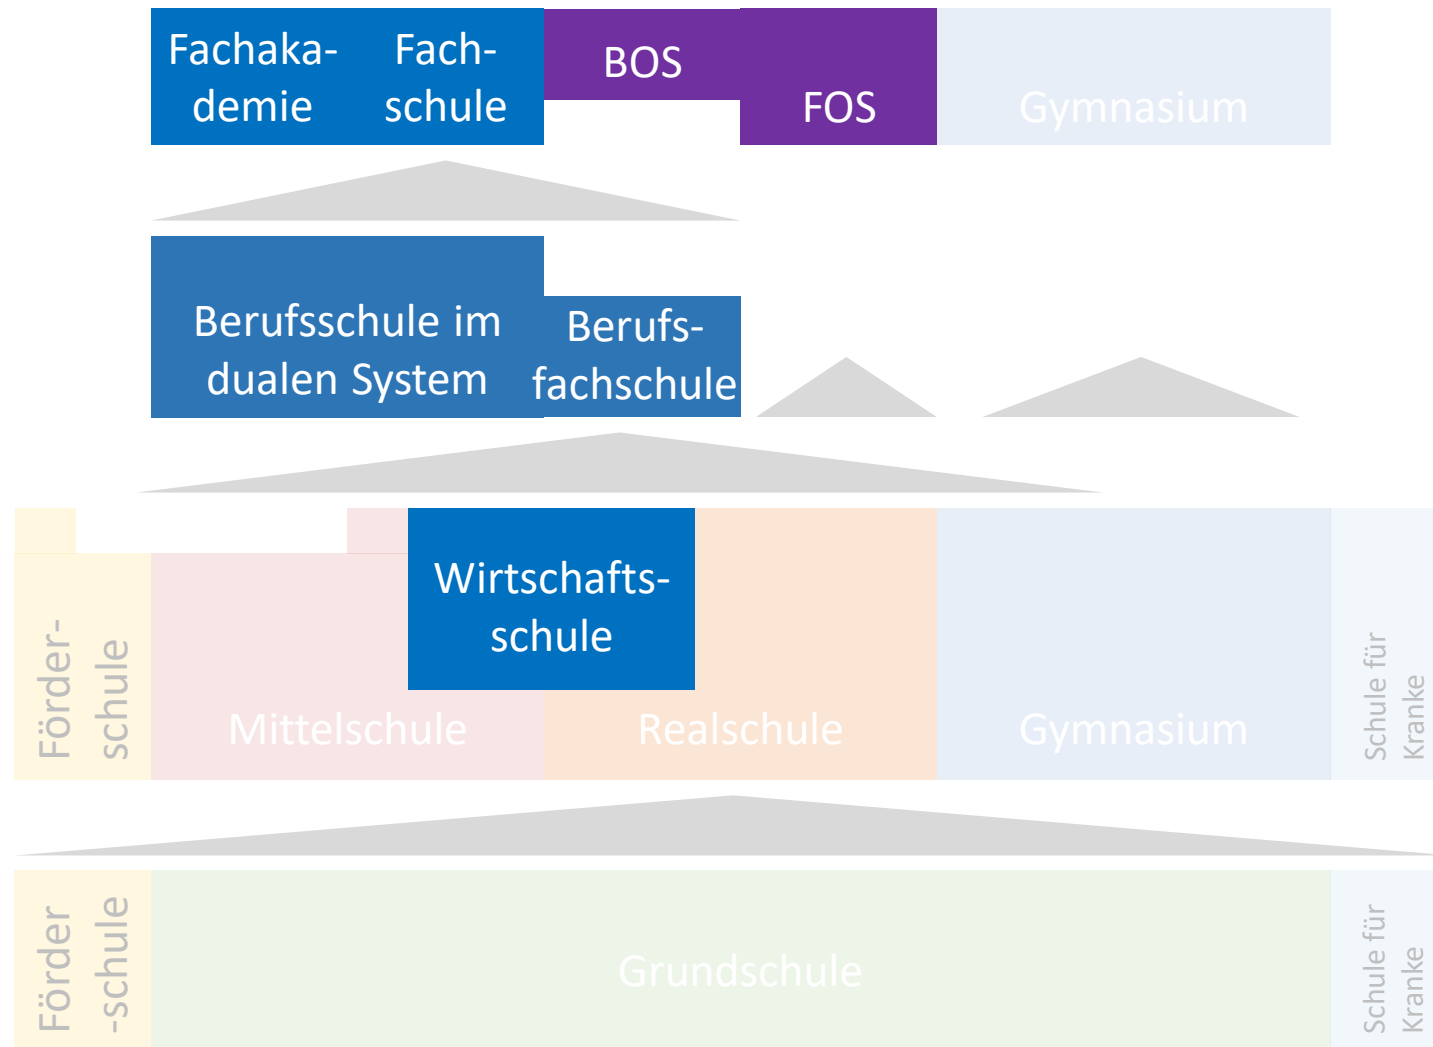 Fachaka-
demie
Fach-
schule
BOS
FOS
Gymnasium
Berufsschule im
dualen System
Berufs-
fachschule
Förder-
schule
Mittelschule
Wirtschafts-
schule
Realschule
Gymnasium
Schule für
Kranke
Förder
-schule
Grundschule
Schule für
Kranke